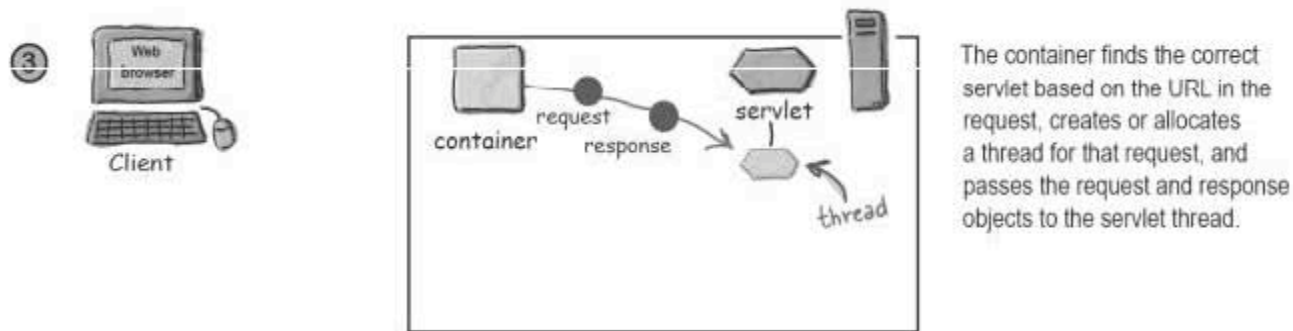 3
Web
browser
Client
container
request
response
servlet
thread
The container finds the correct
servlet based on the URL in the
request, creates or allocates
a thread for that request, and
passes the request and response
objects to the servlet thread.